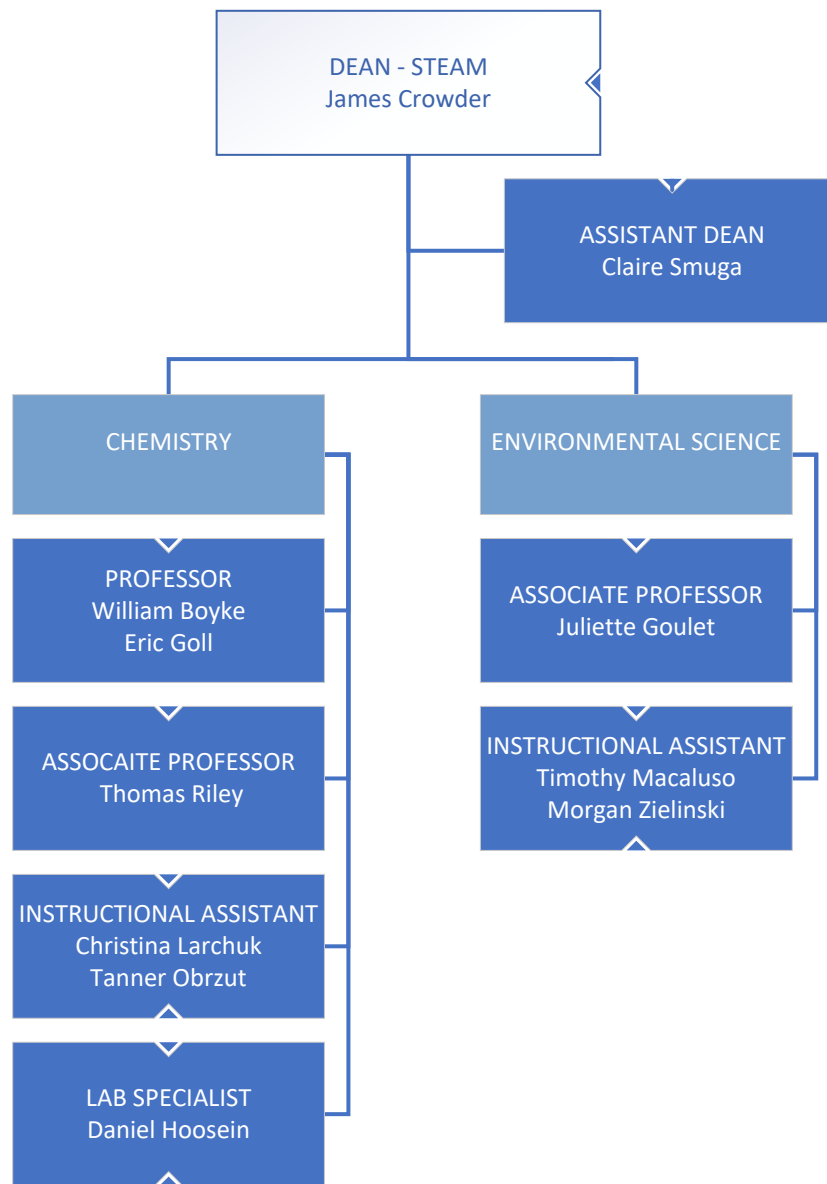 DEAN - STEAM
James Crowder
ASSISTANT DEAN
Claire Smuga
CHEMISTRY
PROFESSOR
William Boyke
Eric Goll
ASSOCAITE PROFESSOR
Thomas Riley
INSTRUCTIONAL ASSISTANT
Christina Larchuk
Tanner Obrzut
LAB SPECIALIST
Daniel Hoosein
ENVIRONMENTAL SCIENCE
ASSOCIATE PROFESSOR
Juliette Goulet
INSTRUCTIONAL ASSISTANT
Timothy Macaluso
Morgan Zielinski